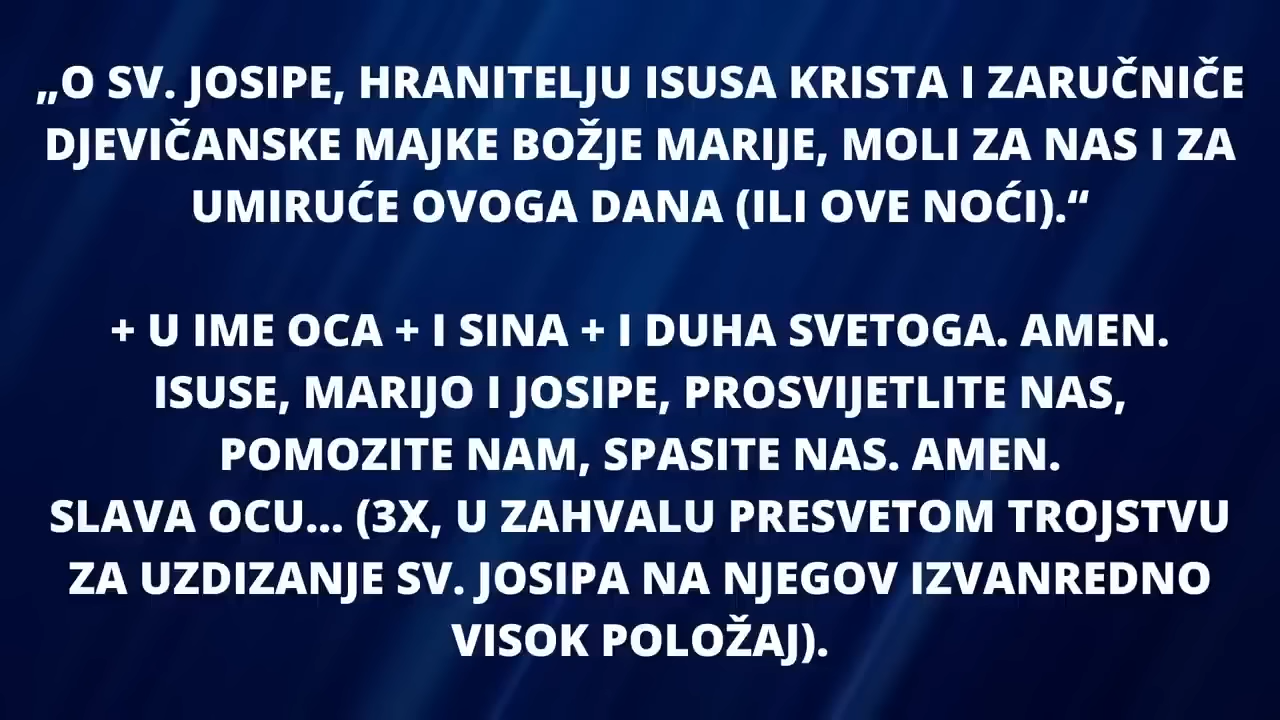 „O SV. JOSIPE, HRANITELJU ISUSA KRISTA I ZARUČNIČE
DJEVIČANSKE MAJKE BOŽJE MARIJE, MOLI ZA NAS I ZA
UMIRUĆE OVOGA DANA (ILI OVE NOĆI).“
+ U IME OCA + I SINA + I DUHA SVETOGA. AMEN.
ISUSE, MARIJO I JOSIPE, PROSVIJETLITE NAS,
POMOZITE NAM, SPASITE NAS. AMEN.
SLAVA OCU... (3X, U ZAHVALU PRESVETOM TROJSTVU
ZA UZDIZANJE SV. JOSIPA NA NJEGOV IZVANREDNO
VISOK POLOŽAJ).